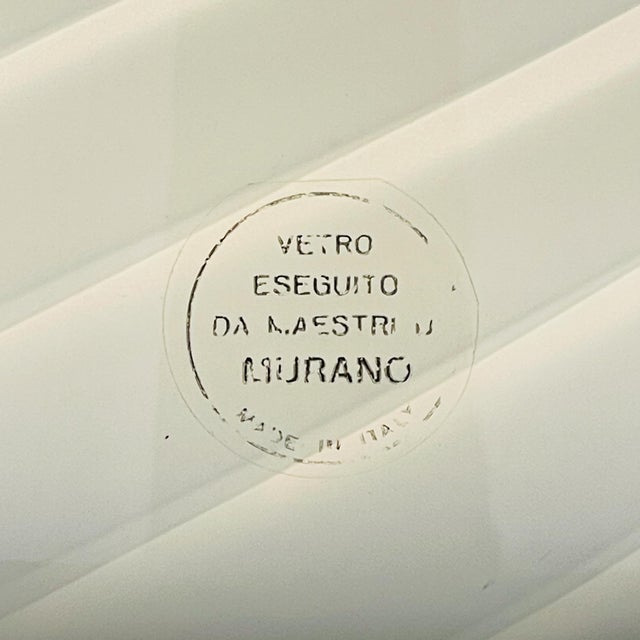 VETRO
ESEGUITO
DA MAESTRI DI
MURANO
MADE IN ITALY